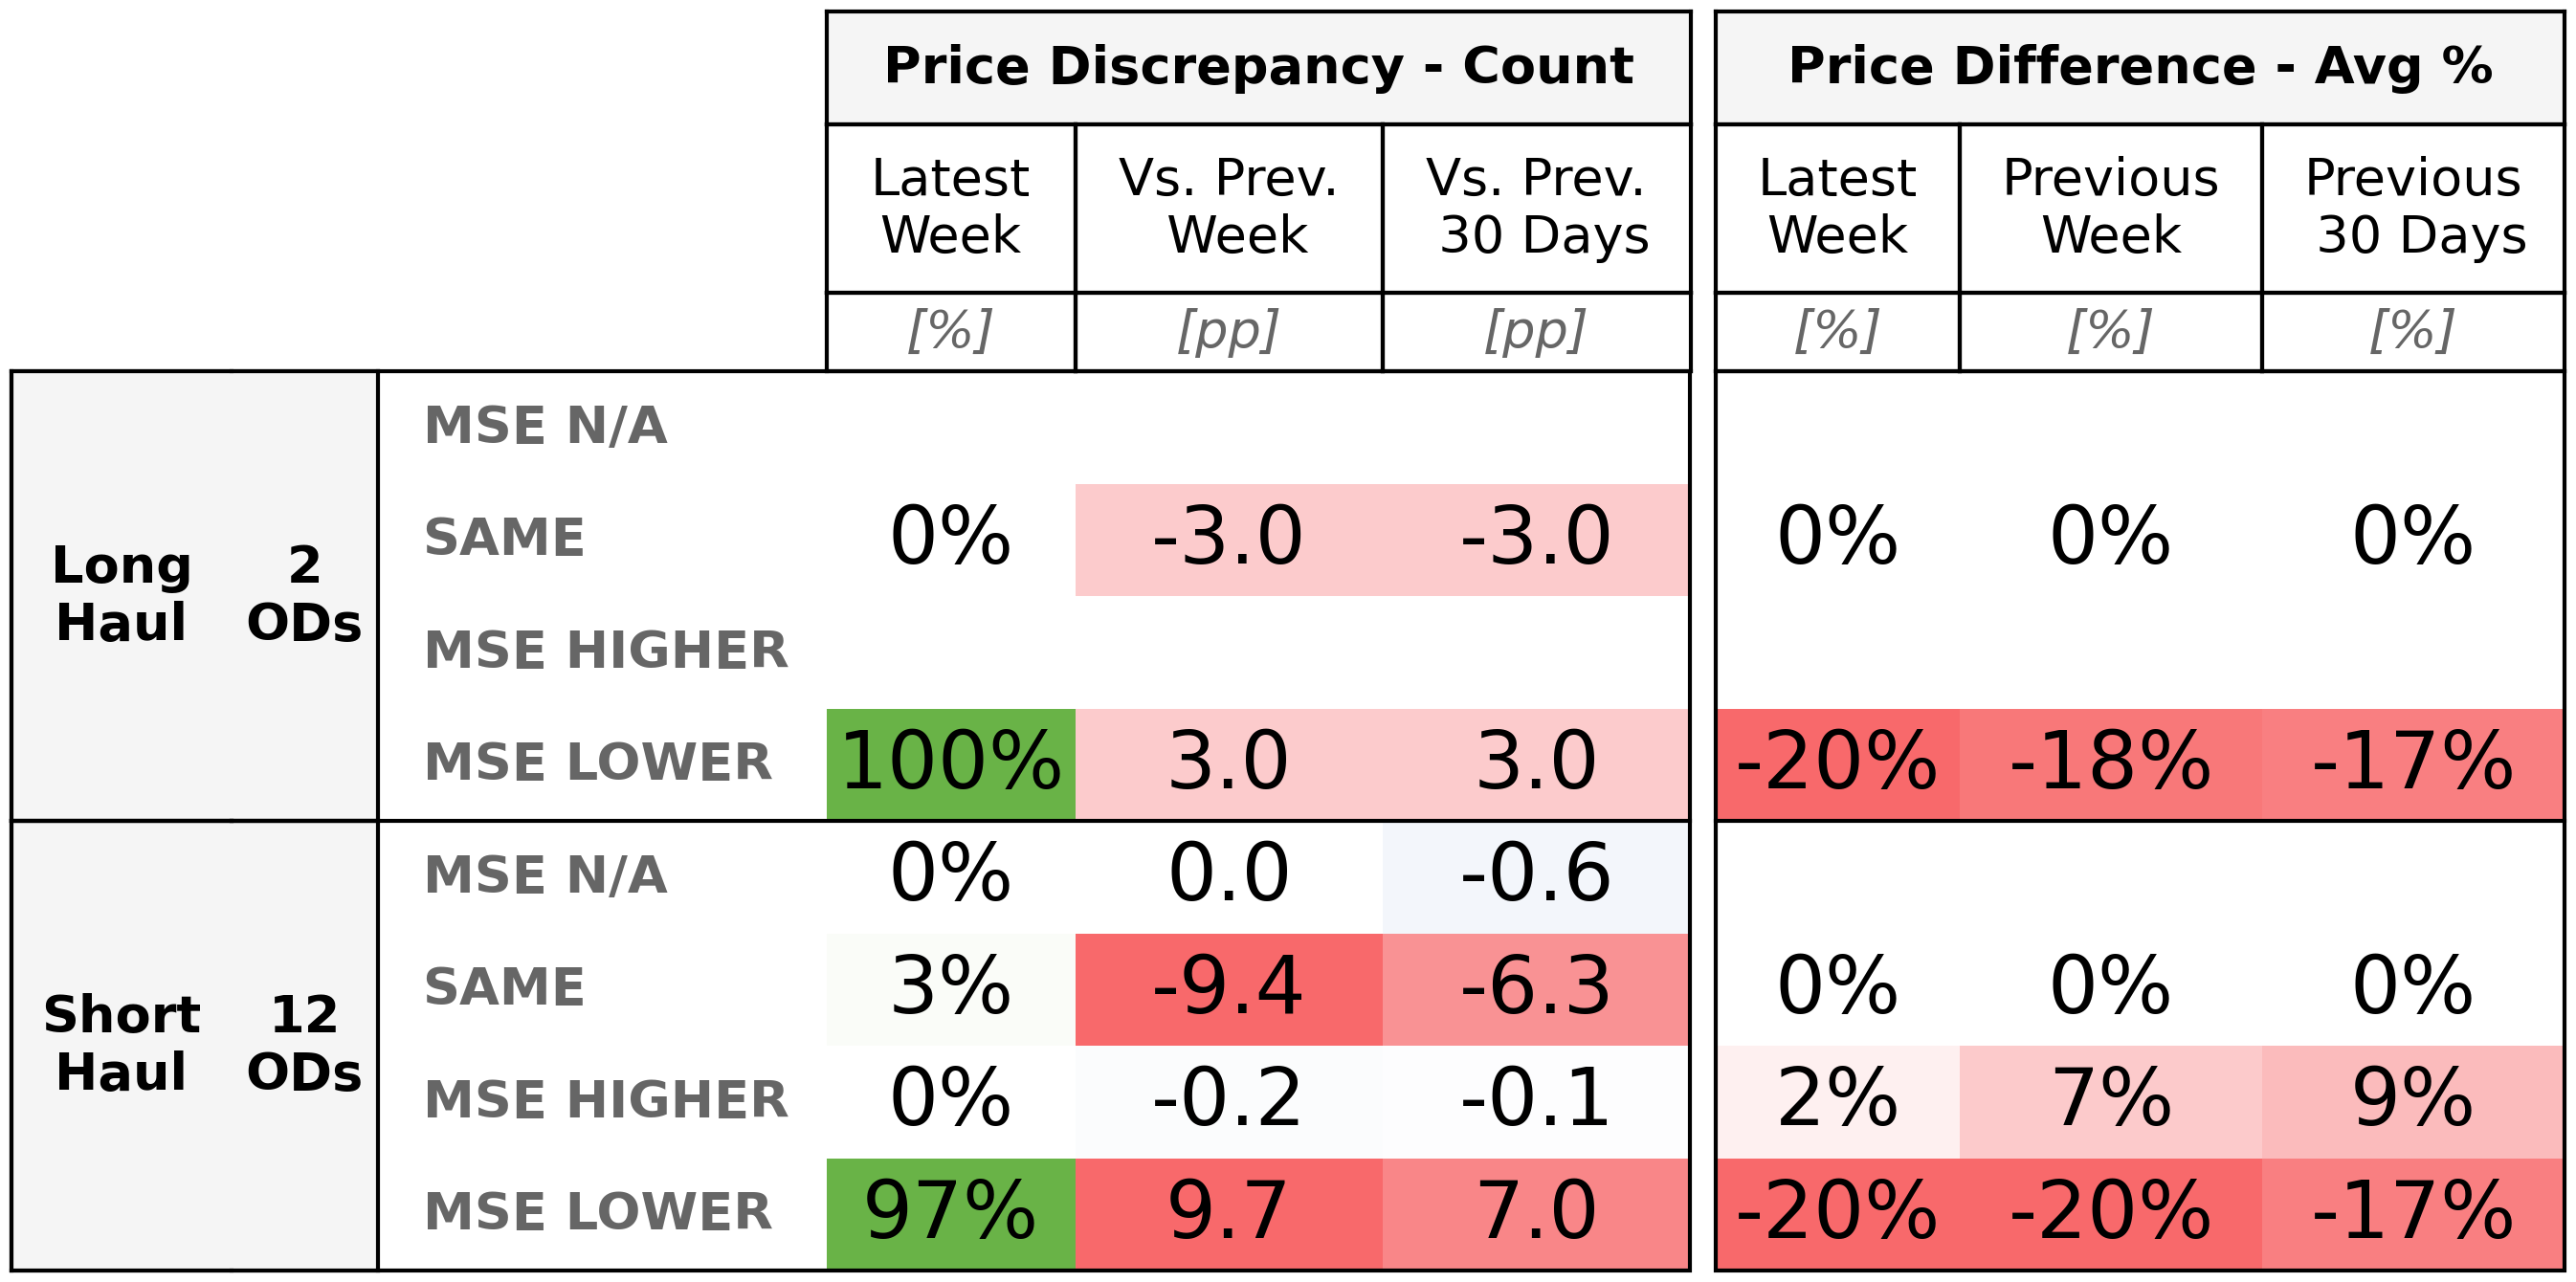 Price Discrepancy - Count Price Difference - Avg %
Latest Week Vs. Prev. Week Vs. Prev. 30 Days Latest Week Previous Week Previous 30 Days
[%] [pp] [pp] [%] [%] [%]
Long Haul 2 ODs
MSE N/A
SAME 0% -3.0 -3.0 0% 0% 0%
MSE HIGHER
MSE LOWER 100% 3.0 3.0 -20% -18% -17%
Short Haul 12 ODs
MSE N/A 0% 0.0 -0.6
SAME 3% -9.4 -6.3 0% 0% 0%
MSE HIGHER 0% -0.2 -0.1 2% 7% 9%
MSE LOWER 97% 9.7 7.0 -20% -20% -17%